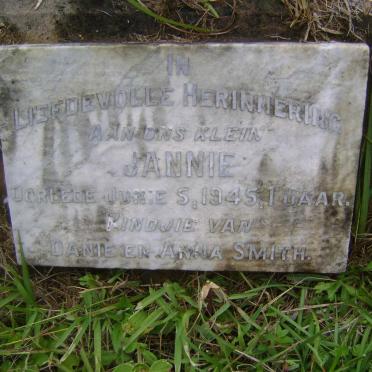 IN
LIEFDEVOLLE HERINNERING
AAN ONS KLEIN
JANNIE
OORLEDE JUNIE 5, 1945, 1 JAAR.
KINDJIE VAN
DANIE EN ANNA SMITH.